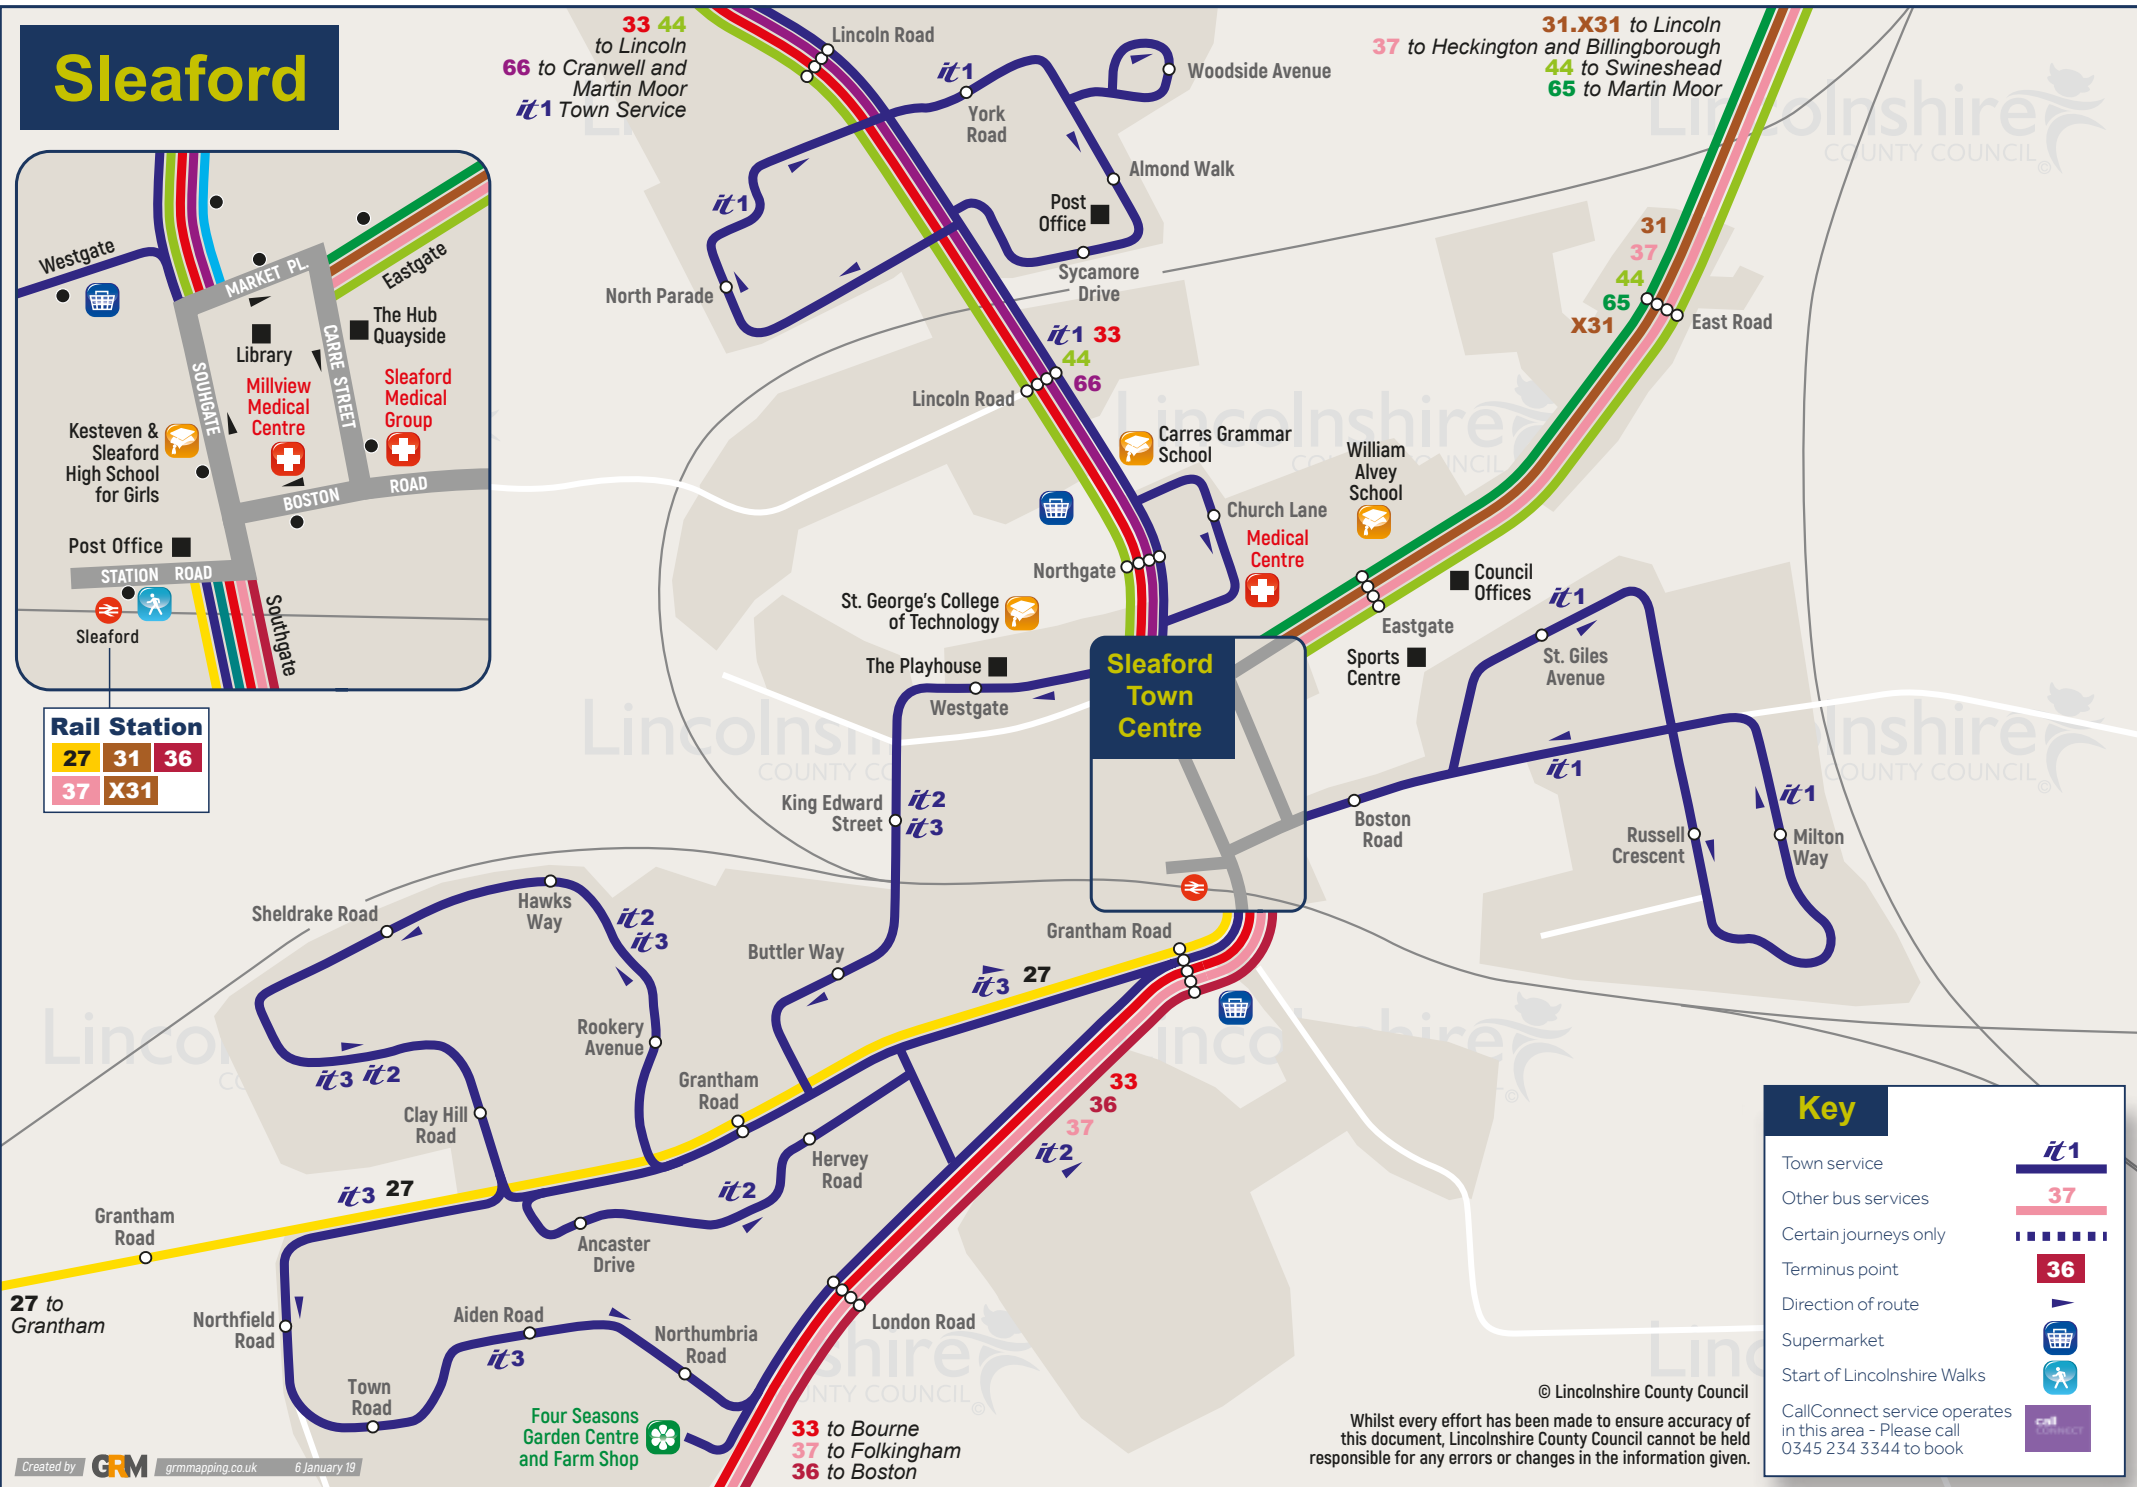 Sleaford
33 44
to Lincoln
66 to Cranwell and
Martin Moor
it1 Town Service
Lincoln Road
it1
York
Road
Woodside Avenue
Almond Walk
Post
Office
Sycamore
Drive
it1
North Parade
31.X31 to Lincoln
37 to Heckington and Billingborough
44 to Swineshead
65 to Martin Moor
Lincolnshire
COUNTY COUNCIL
31
37
44
65
X31
East Road
it1 33
44
66
Lincoln Road
Lincolnshire
Carres Grammar
School
William
Alvey
School
Church Lane
Medical
Centre
Northgate
St. George's College
of Technology
Council
Offices
Eastgate
Sports
Centre
The Playhouse
Westgate
Sleaford
Town
Centre
it1
St. Giles
Avenue
it1
it1
Boston
Road
Russell
Crescent
Milton
Way
Westgate
MARKET PL.
Eastgate
The Hub
Quayside
Library
CARRE STREET
SOUHGATE
Millview
Medical
Centre
Sleaford
Medical
Group
Kesteven &
Sleaford
High School
for Girls
BOSTON ROAD
Post Office
STATION ROAD
Sleaford
Southgate
Rail Station
27 31 36
37 X31
King Edward
Street
it2
it3
Sheldrake Road
Hawks
Way
it2
it3
Buttler Way
Grantham Road
it3 27
Rookery
Avenue
it3 it2
Clay Hill
Road
Grantham
Road
Hervey
Road
it2
33
36
37
it2
it3 27
Grantham
Road
Ancaster
Drive
27 to
Grantham
Northfield
Road
Aiden Road
it3
Northumbria
Road
London Road
Town
Road
Four Seasons
Garden Centre
and Farm Shop
33 to Bourne
37 to Folkingham
36 to Boston
Key
Town service
it1
Other bus services
37
Certain journeys only
Terminus point
36
Direction of route
Supermarket
Start of Lincolnshire Walks
CallConnect service operates
in this area - Please call
0345 234 3344 to book
call
CONNECT
© Lincolnshire County Council
Whilst every effort has been made to ensure accuracy of
this document, Lincolnshire County Council cannot be held
responsible for any errors or changes in the information given.
Created by GRM grmmapping.co.uk 6 January 19